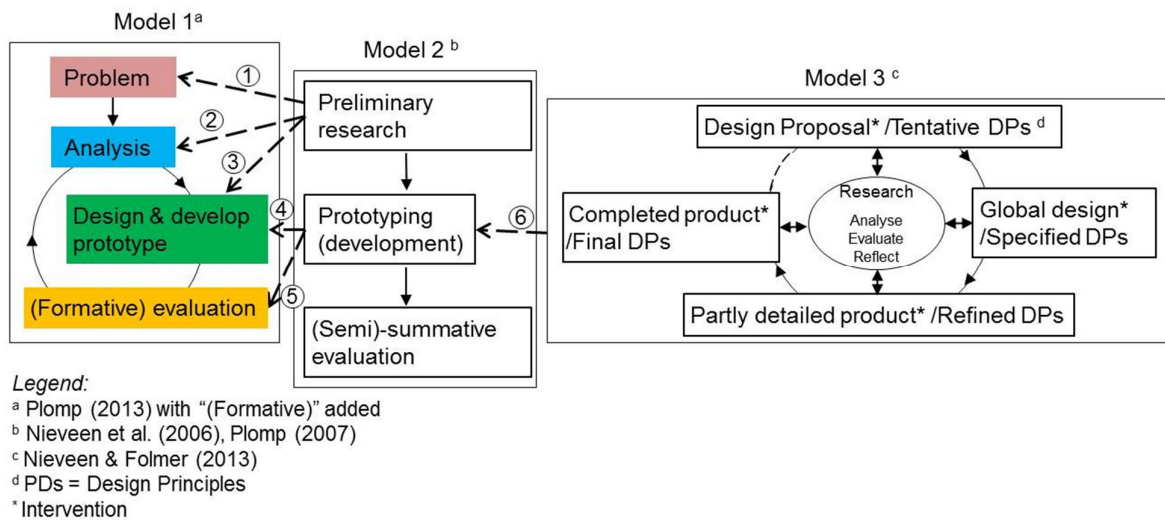 Model 1ᵃ
Problem
Analysis
Design & develop
prototype
(Formative) evaluation
①
②
③
④
⑤
Model 2 ᵇ
Preliminary
research
Prototyping
(development)
(Semi)-summative
evaluation
⑥
Model 3 ᶜ
Design Proposal* /Tentative DPs ᵈ
Research
Analyse
Evaluate
Reflect
Completed product*
/Final DPs
Global design*
/Specified DPs
Partly detailed product* /Refined DPs
Legend:
ᵃ Plomp (2013) with “(Formative)” added
ᵇ Nieveen et al. (2006), Plomp (2007)
ᶜ Nieveen & Folmer (2013)
ᵈ PDs = Design Principles
* Intervention